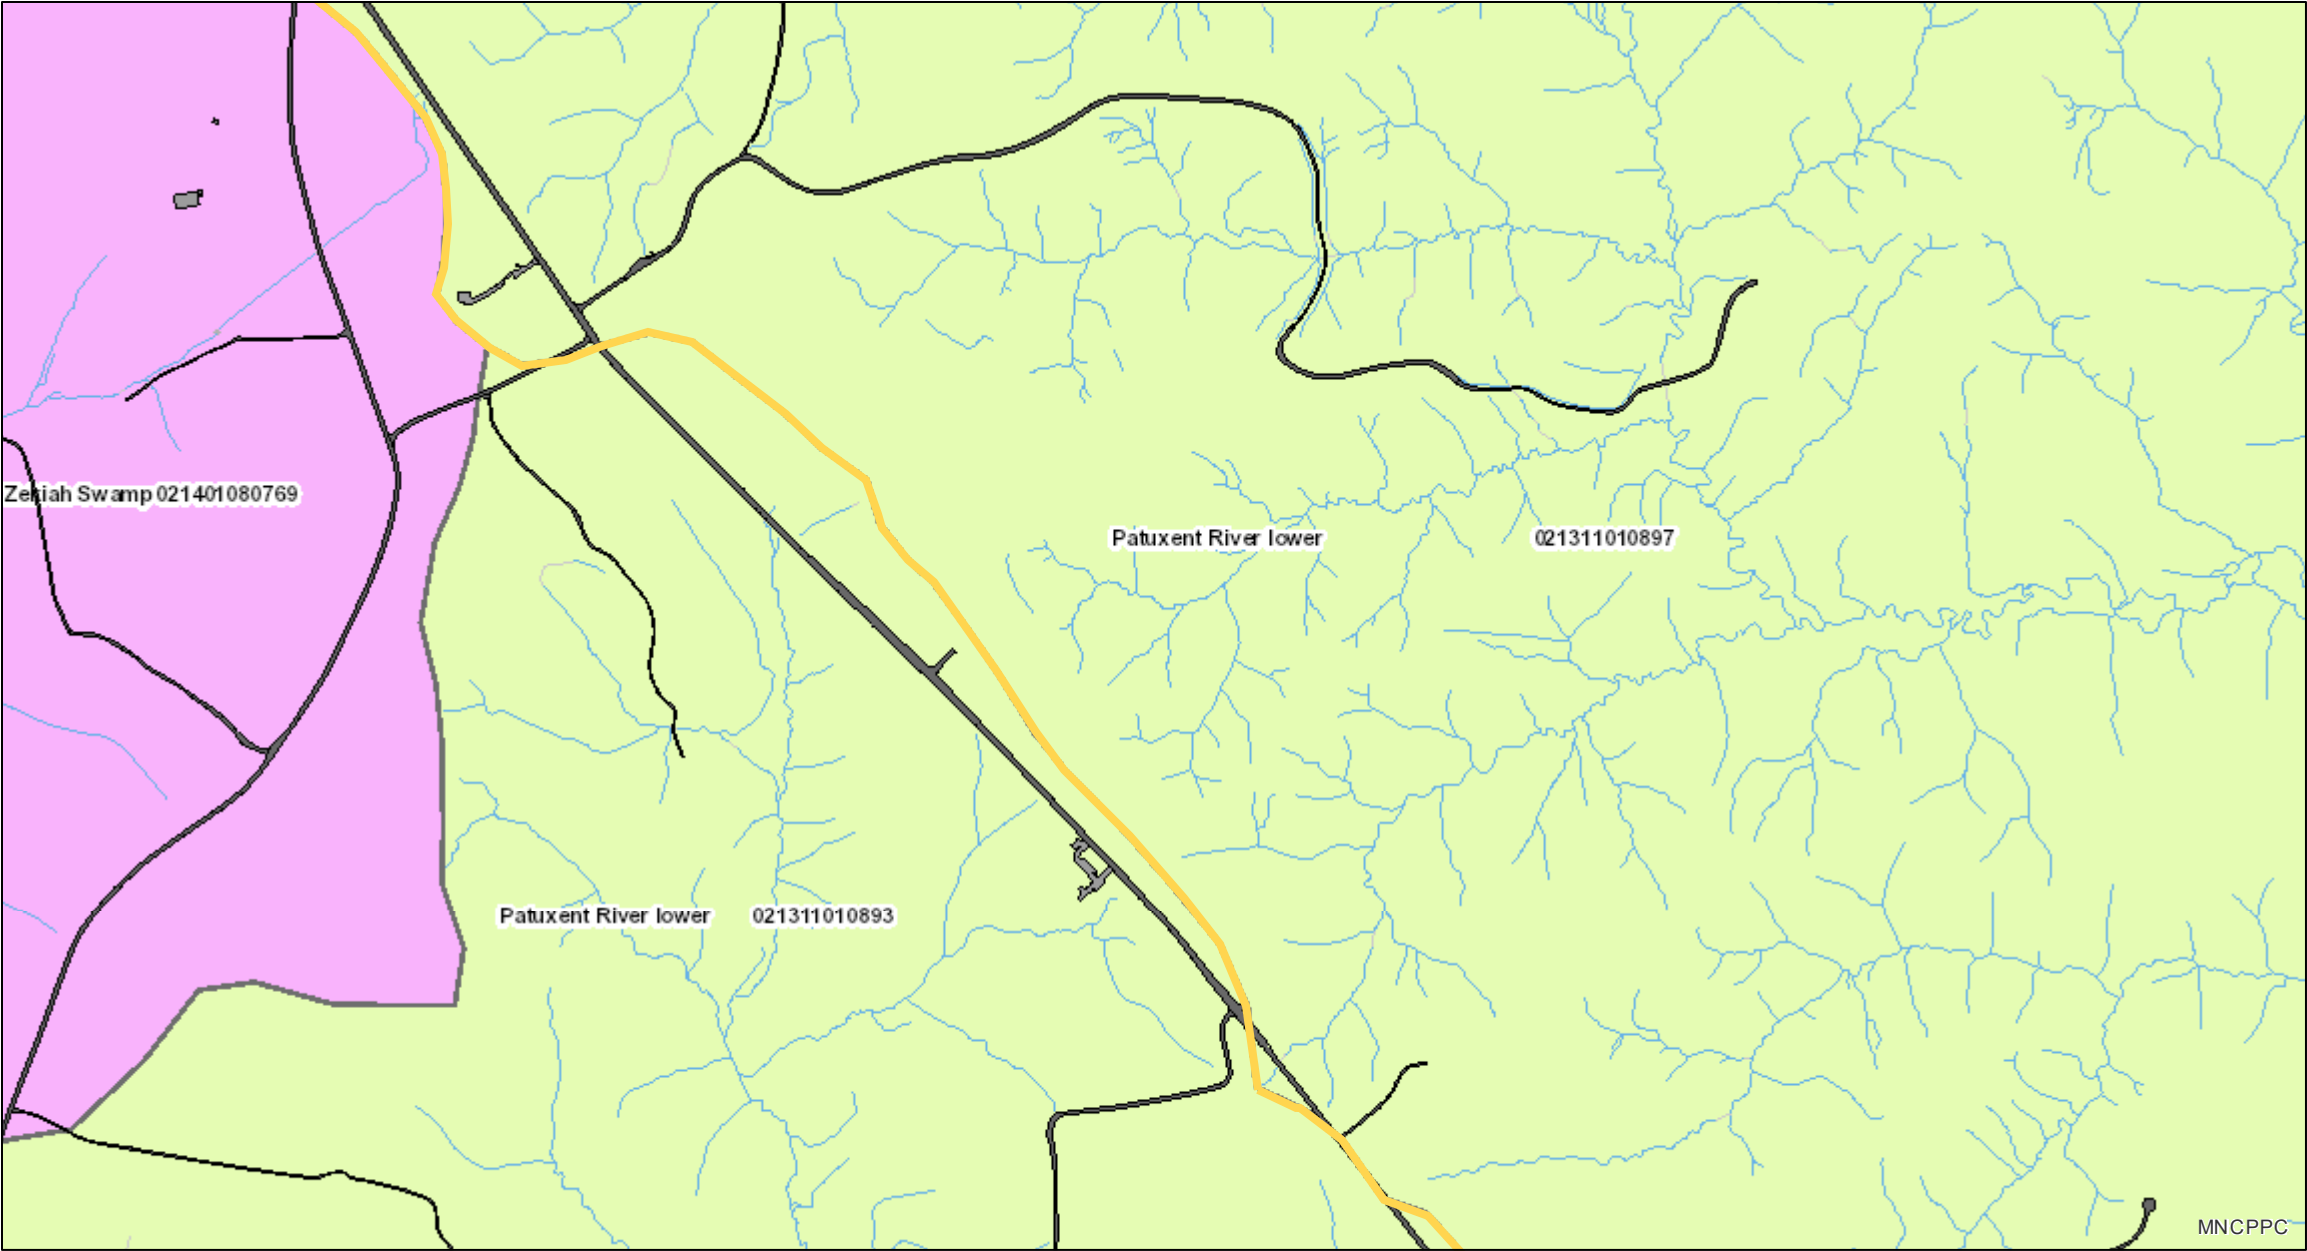 Zekiah Swamp 021401080769
Patuxent River lower 021311010897
Patuxent River lower 021311010893
MNCPPC